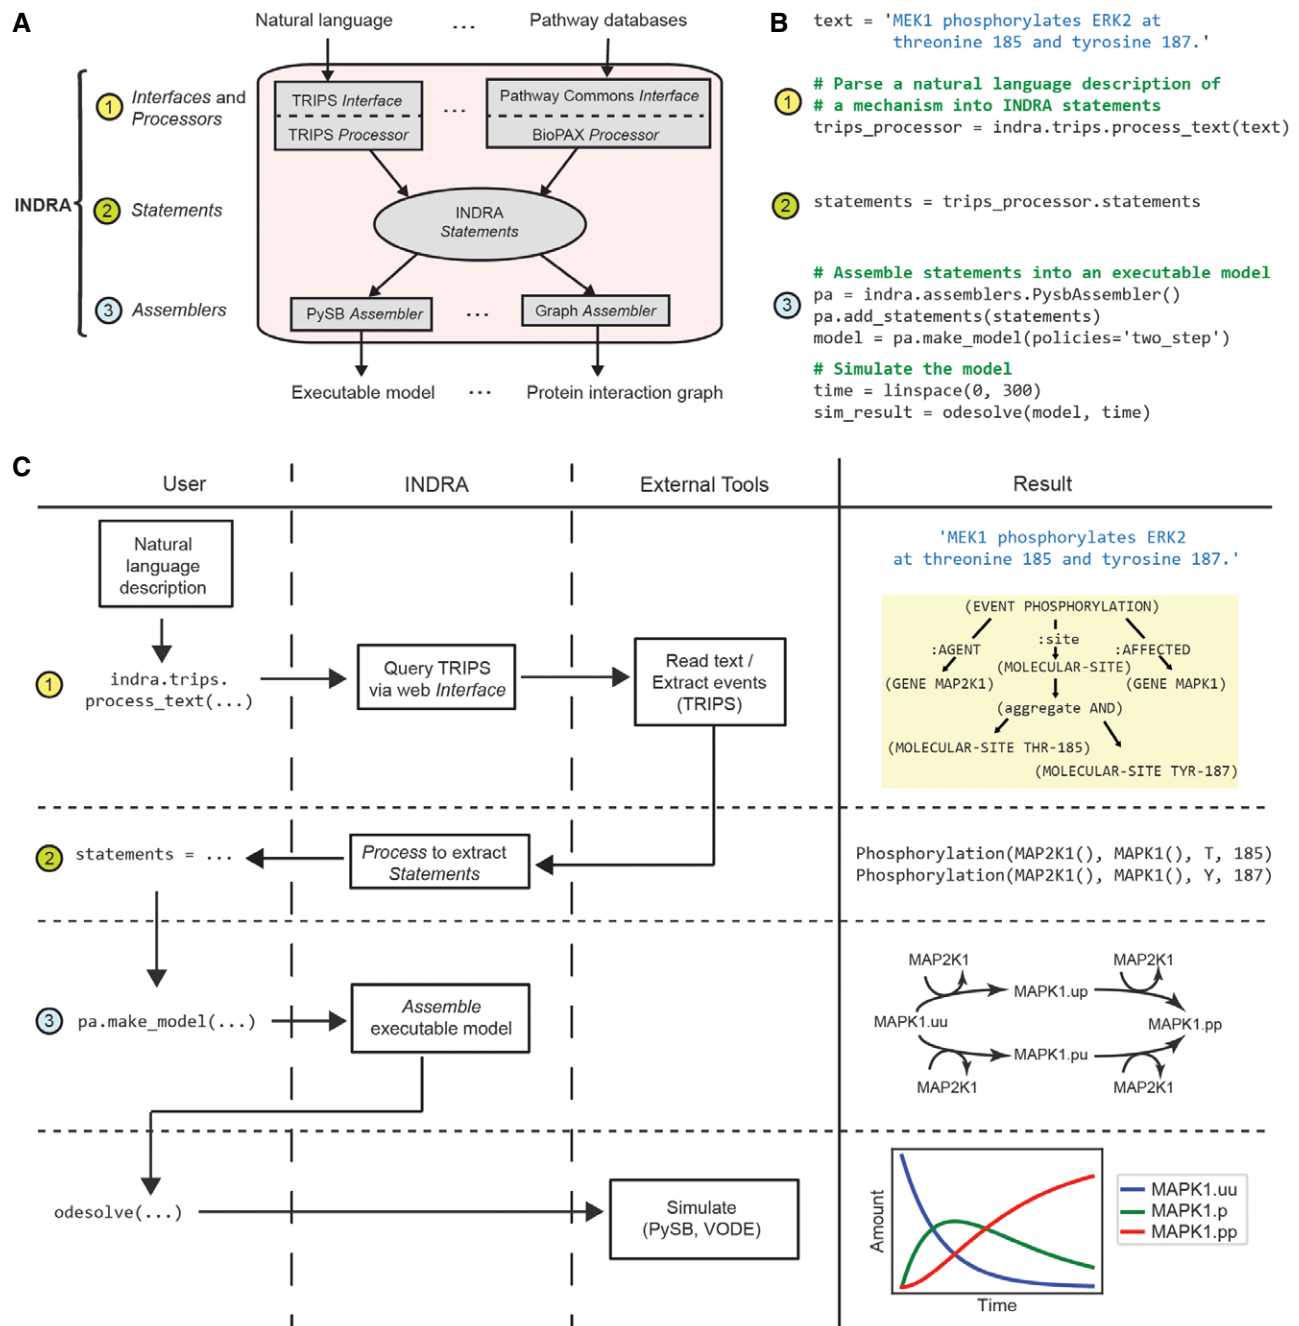 A
Natural language
...
Pathway databases
INDRA
1
Interfaces and
Processors
TRIPS Interface
TRIPS Processor
...
Pathway Commons Interface
BioPAX Processor
2
Statements
INDRA
Statements
3
Assemblers
PySB Assembler
...
Graph Assembler
Executable model
...
Protein interaction graph
B
text = 'MEK1 phosphorylates ERK2 at
threonine 185 and tyrosine 187.'
1
# Parse a natural language description of
# a mechanism into INDRA statements
trips_processor = indra.trips.process_text(text)
2
statements = trips_processor.statements
3
# Assemble statements into an executable model
pa = indra.assemblers.PysbAssembler()
pa.add_statements(statements)
model = pa.make_model(policies='two_step')
# Simulate the model
time = linspace(0, 300)
sim_result = odesolve(model, time)
C
User
INDRA
External Tools
Result
Natural
language
description
1
indra.trips.
process_text(...)
Query TRIPS
via web Interface
Read text /
Extract events
(TRIPS)
'MEK1 phosphorylates ERK2
at threonine 185 and tyrosine 187.'
(EVENT PHOSPHORYLATION)
:AGENT
:site
:AFFECTED
(GENE MAP2K1)
(MOLECULAR-SITE)
(GENE MAPK1)
(aggregate AND)
(MOLECULAR-SITE THR-185)
(MOLECULAR-SITE TYR-187)
2
statements = ...
Process to extract
Statements
Phosphorylation(MAP2K1(), MAPK1(), T, 185)
Phosphorylation(MAP2K1(), MAPK1(), Y, 187)
3
pa.make_model(...)
Assemble
executable model
MAP2K1
MAP2K1
MAPK1.up
MAPK1.uu
MAPK1.pp
MAPK1.pu
MAP2K1
MAP2K1
odesolve(...)
Simulate
(PySB, VODE)
Amount
Time
MAPK1.uu
MAPK1.p
MAPK1.pp